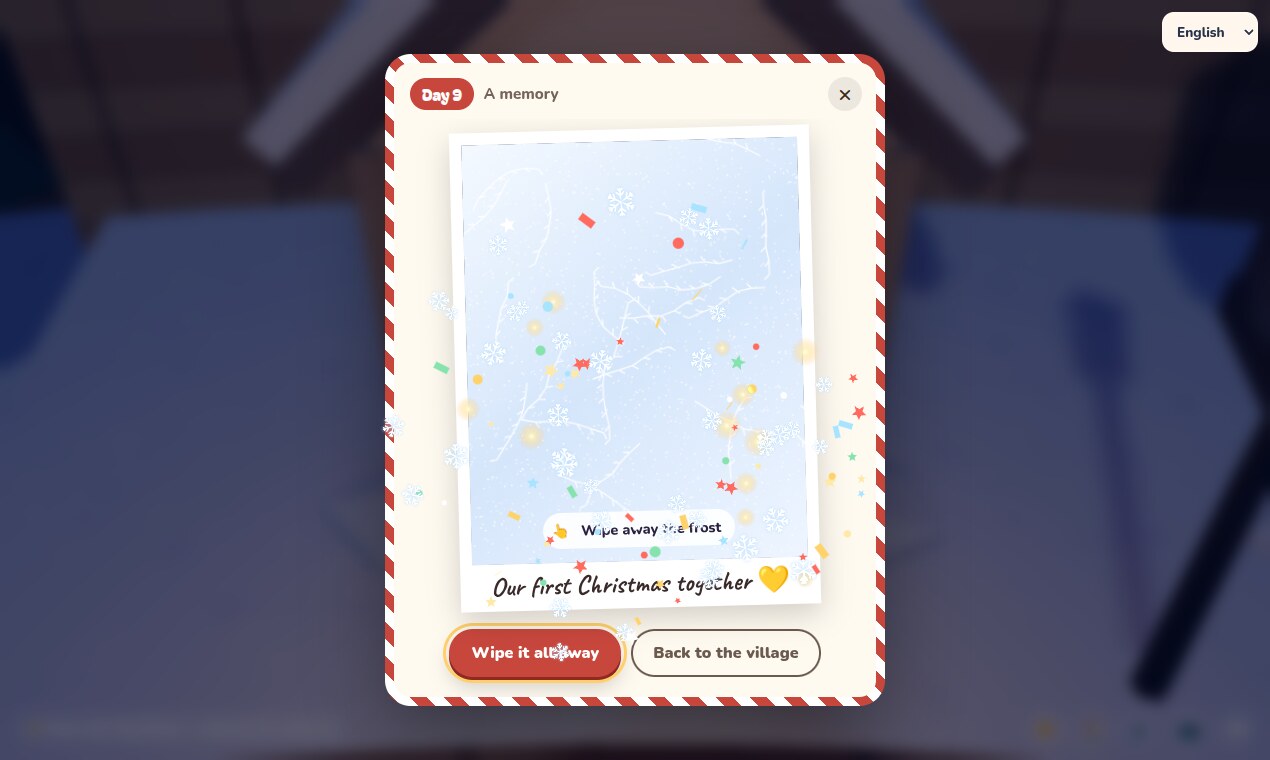 English
Day 9
A memory
Wipe away the frost
Our first Christmas together
Wipe it all away
Back to the village